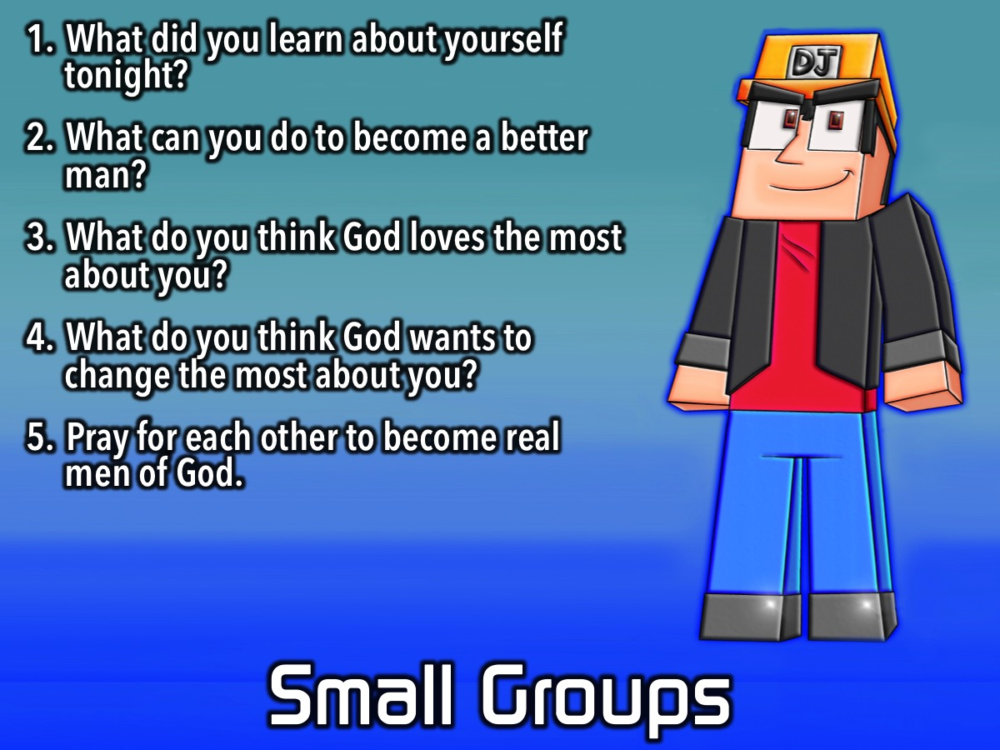 1. What did you learn about yourself
tonight?
2. What can you do to become a better
man?
3. What do you think God loves the most
about you?
4. What do you think God wants to
change the most about you?
5. Pray for each other to become real
men of God.
DJ
Small Groups